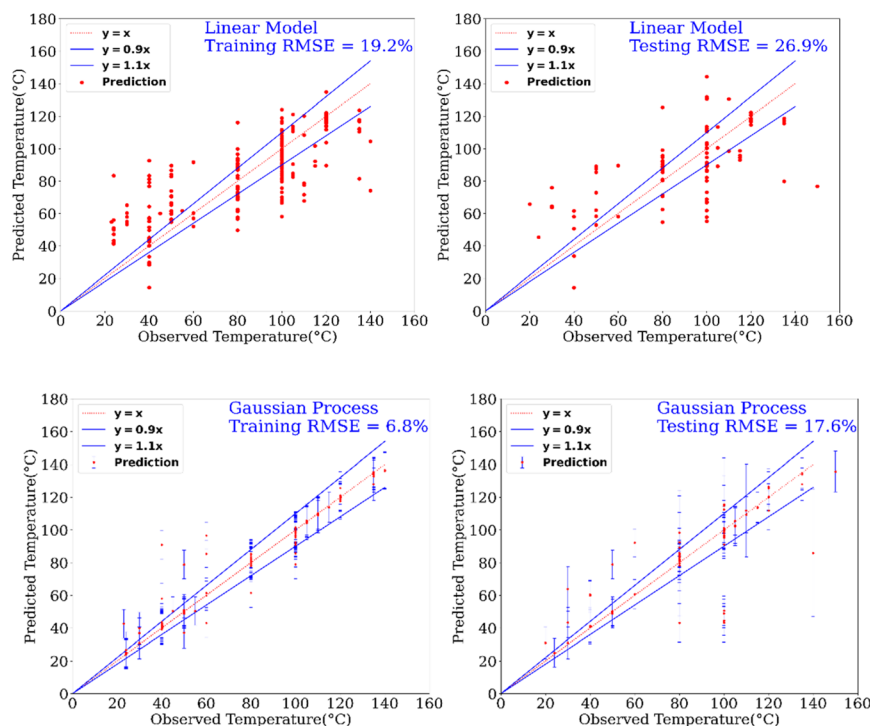 Linear Model
Training RMSE = 19.2%
y = x
y = 0.9x
y = 1.1x
Prediction
Predicted Temperature(°C)
180
160
140
120
100
80
60
40
20
0
0 20 40 60 80 100 120 140 160
Observed Temperature(°C)
Linear Model
Testing RMSE = 26.9%
y = x
y = 0.9x
y = 1.1x
Prediction
Predicted Temperature(°C)
180
160
140
120
100
80
60
40
20
0
0 20 40 60 80 100 120 140 160
Observed Temperature(°C)
Gaussian Process
Training RMSE = 6.8%
y = x
y = 0.9x
y = 1.1x
Prediction
Predicted Temperature(°C)
180
160
140
120
100
80
60
40
20
0
0 20 40 60 80 100 120 140 160
Observed Temperature(°C)
Gaussian Process
Testing RMSE = 17.6%
y = x
y = 0.9x
y = 1.1x
Prediction
Predicted Temperature(°C)
180
160
140
120
100
80
60
40
20
0
0 20 40 60 80 100 120 140 160
Observed Temperature(°C)